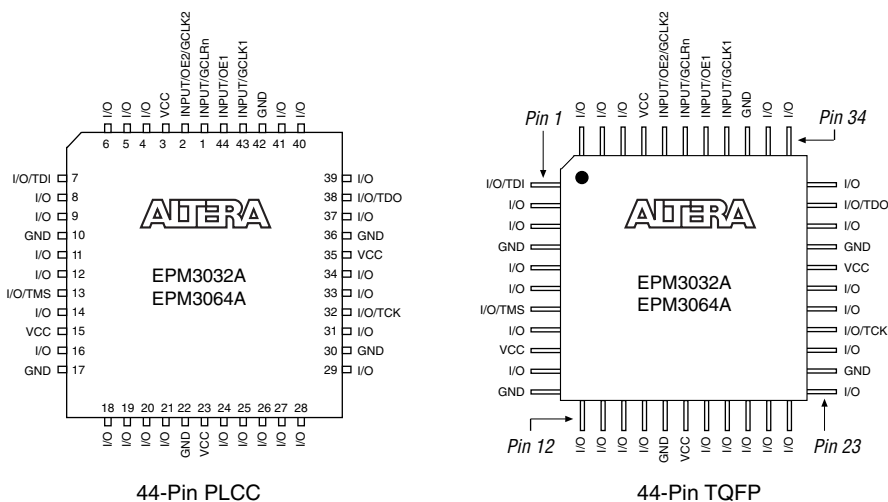 I/O
I/O
I/O
VCC
INPUT/OE2/GCLK2
INPUT/GCLRn
INPUT/OE1
INPUT/GCLK1
GND
I/O
I/O
6 5 4 3 2 1 44 43 42 41 40
I/O/TDI 7
I/O 8
I/O 9
GND 10
I/O 11
I/O 12
I/O/TMS 13
I/O 14
VCC 15
I/O 16
GND 17
ALTERA
EPM3032A
EPM3064A
39 I/O
38 I/O/TDO
37 I/O
36 GND
35 VCC
34 I/O
33 I/O
32 I/O/TCK
31 I/O
30 GND
29 I/O
18 19 20 21 22 23 24 25 26 27 28
I/O
I/O
I/O
I/O
GND
VCC
I/O
I/O
I/O
I/O
I/O
44-Pin PLCC
Pin 1
I/O
I/O
I/O
VCC
INPUT/OE2/GCLK2
INPUT/GCLRn
INPUT/OE1
INPUT/GCLK1
GND
I/O
I/O
Pin 34
I/O/TDI
I/O
I/O
GND
I/O
I/O
I/O/TMS
I/O
VCC
I/O
GND
ALTERA
EPM3032A
EPM3064A
I/O
I/O/TDO
I/O
GND
VCC
I/O
I/O
I/O/TCK
I/O
GND
I/O
Pin 12
I/O
I/O
I/O
I/O
GND
VCC
I/O
I/O
I/O
I/O
I/O
Pin 23
44-Pin TQFP